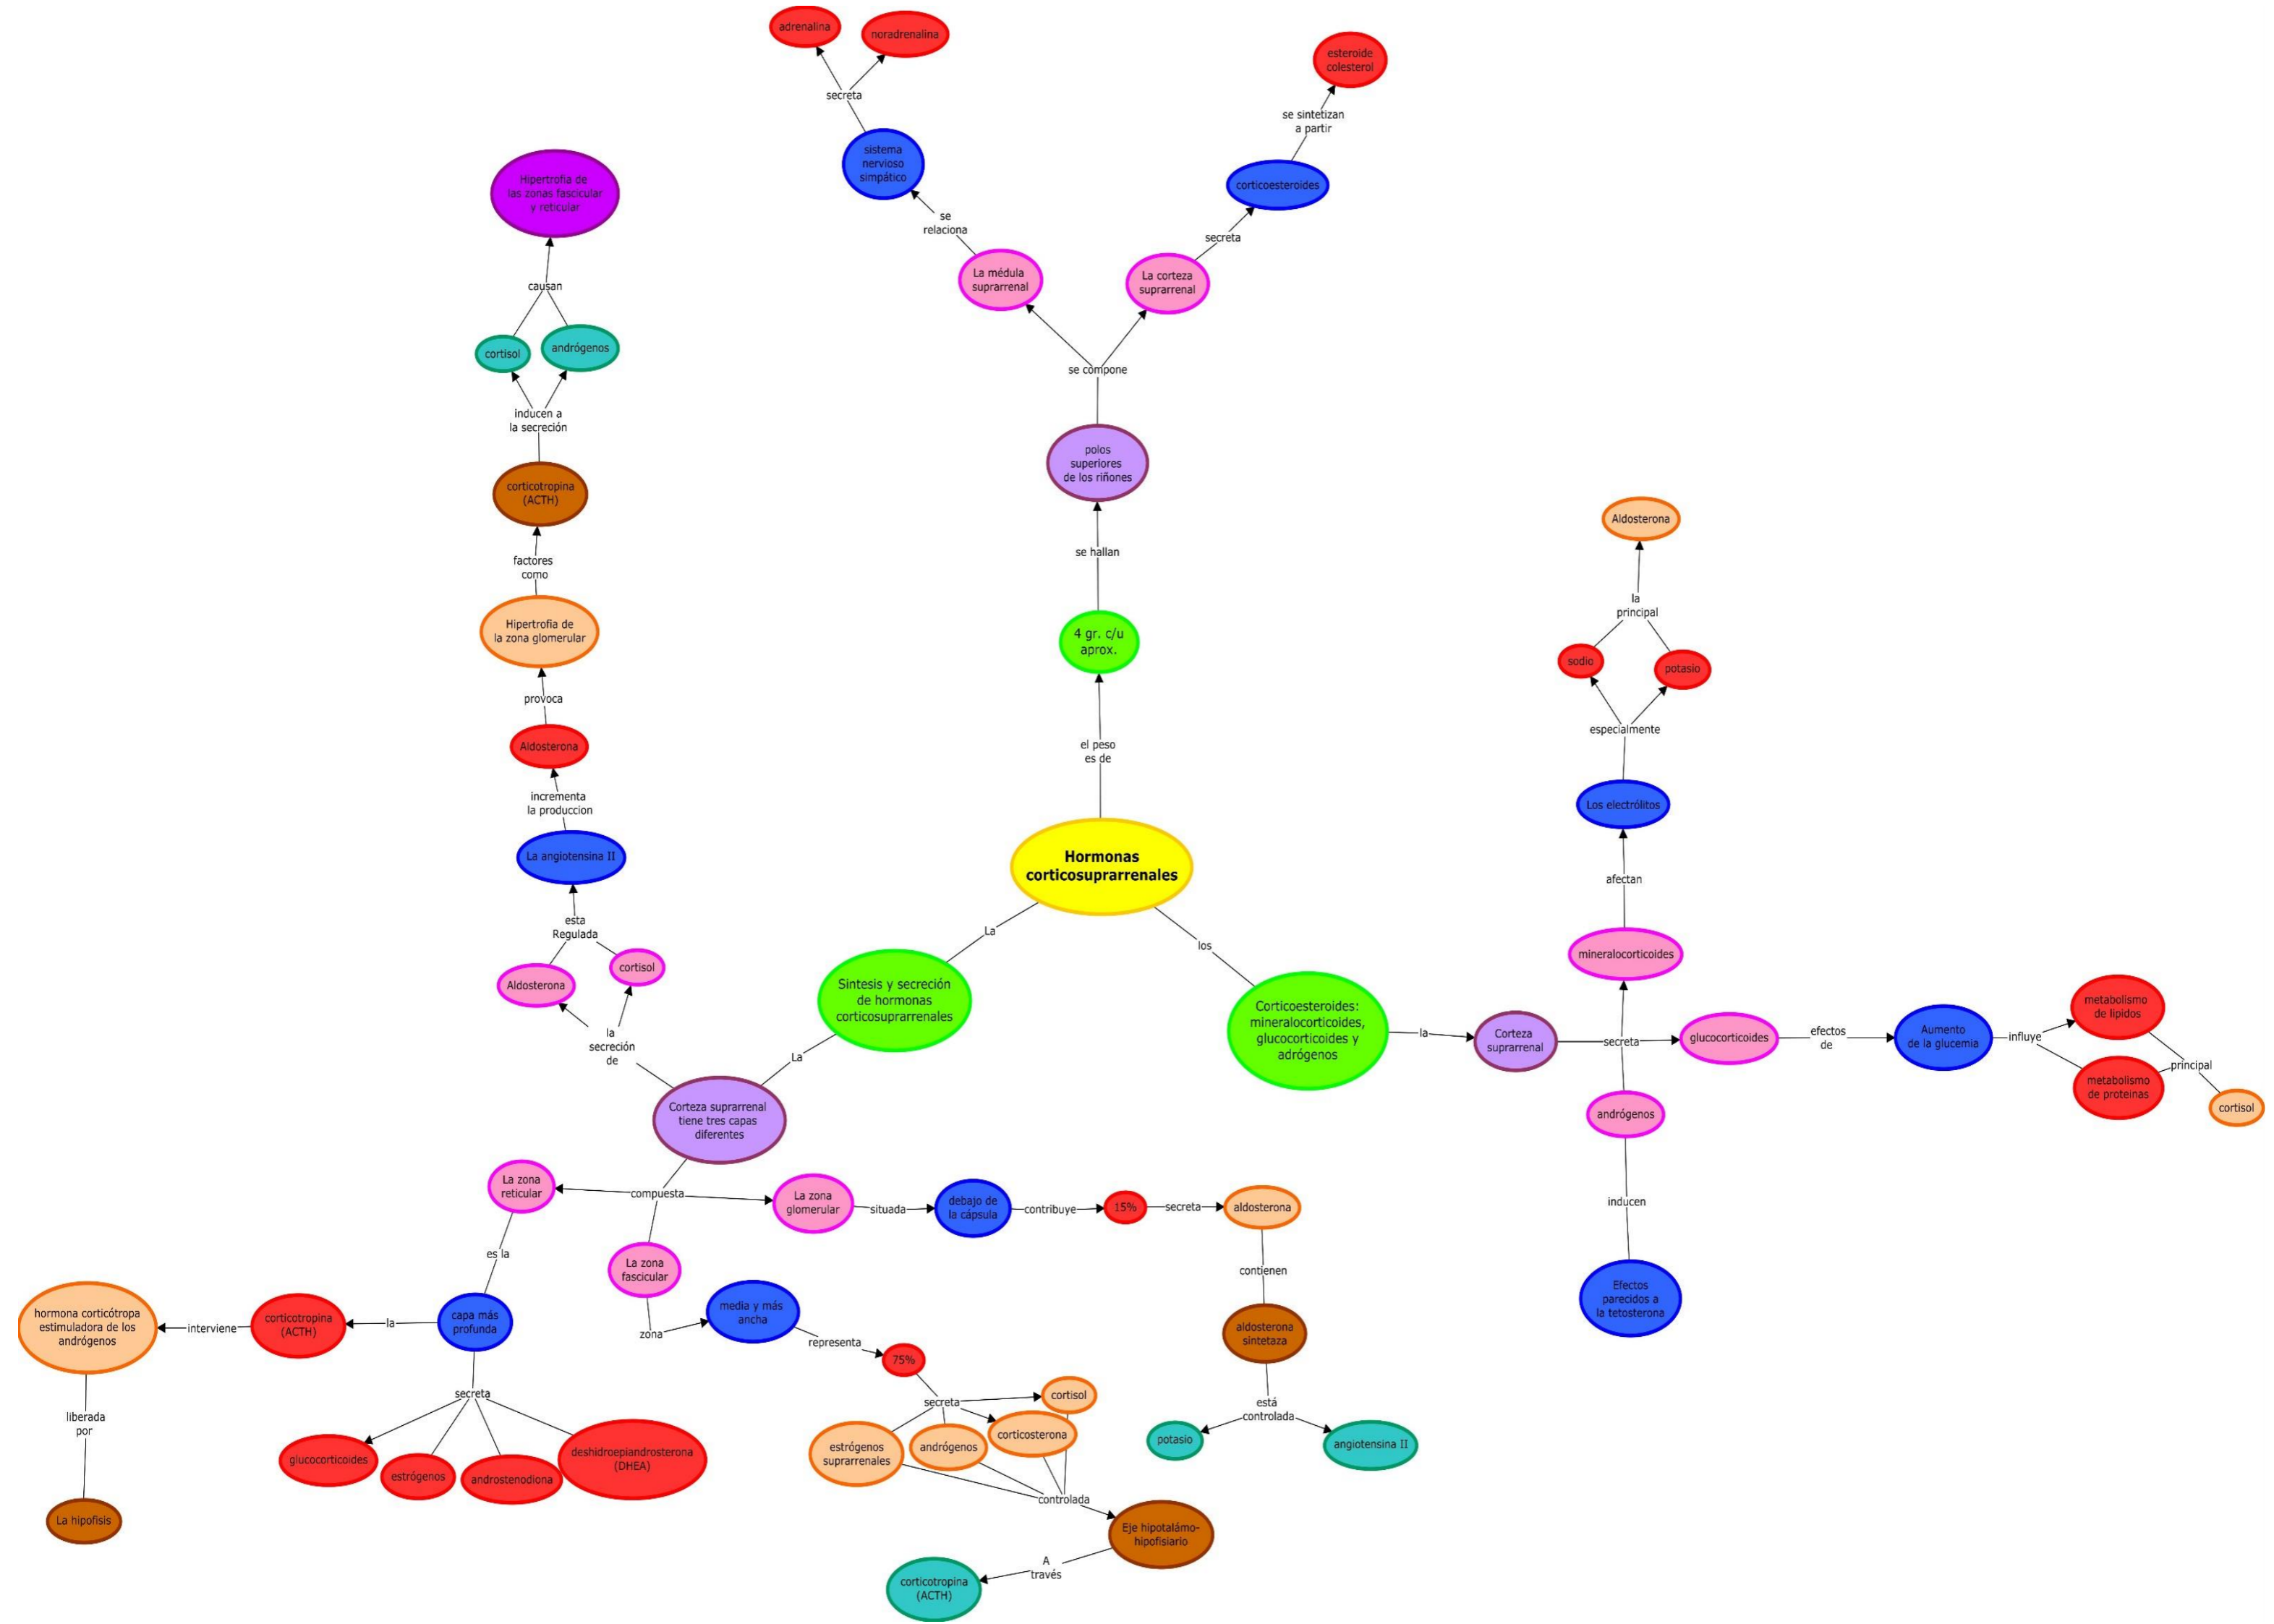 adrenalina
noradrenalina
secreta
sistema
nervioso
simpático
se
relaciona
La médula
suprarrenal
esteroide
colesterol
se sintetizan
a partir
corticoesteroides
secreta
La corteza
suprarrenal
se compone
polos
superiores
de los riñones
se hallan
4 gr. c/u
aprox.
el peso
es de
Hormonas
corticosuprarrenales
Hipertrofia de
las zonas fascicular
y reticular
causan
cortisol
andrógenos
inducen a
la secreción
corticotropina
(ACTH)
factores
como
Hipertrofia de
la zona glomerular
provoca
Aldosterona
incrementa
la produccion
La angiotensina II
esta
Regulada
Aldosterona
cortisol
la
secreción
de
La
Sintesis y secreción
de hormonas
corticosuprarrenales
La
Corteza suprarrenal
tiene tres capas
diferentes
compuesta
La zona
reticular
es la
capa más
profunda
la
corticotropina
(ACTH)
interviene
hormona corticótropa
estimuladora de los
andrógenos
liberada
por
La hipofisis
secreta
glucocorticoides
estrógenos
androstenodiona
deshidroepiandrosterona
(DHEA)
La zona
fascicular
zona
media y más
ancha
representa
75%
secreta
cortisol
corticosterona
andrógenos
estrógenos
suprarrenales
controlada
Eje hipotalámo-
hipofisiario
A
través
corticotropina
(ACTH)
La zona
glomerular
situada
debajo de
la cápsula
contribuye
15%
secreta
aldosterona
contienen
aldosterona
sintetaza
está
controlada
potasio
angiotensina II
los
Corticoesteroides:
mineralocorticoides,
glucocorticoides y
adrógenos
la
Corteza
suprarrenal
secreta
mineralocorticoides
afectan
Los electrólitos
especialmente
sodio
potasio
la
principal
Aldosterona
glucocorticoides
efectos
de
Aumento
de la glucemia
influye
metabolismo
de lipidos
metabolismo
de proteinas
principal
cortisol
andrógenos
inducen
Efectos
parecidos a
la tetosterona